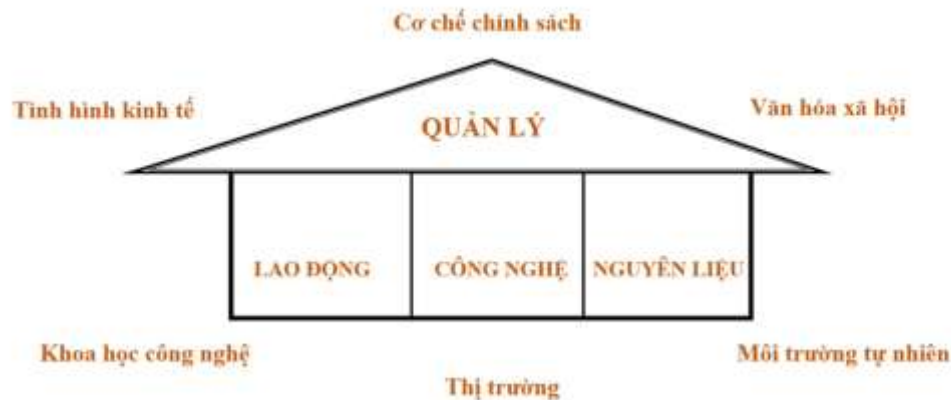 Cơ chế chính sách
Tình hình kinh tế
Văn hóa xã hội
QUẢN LÝ
LAO ĐỘNG
CÔNG NGHỆ
NGUYÊN LIỆU
Khoa học công nghệ
Môi trường tự nhiên
Thị trường